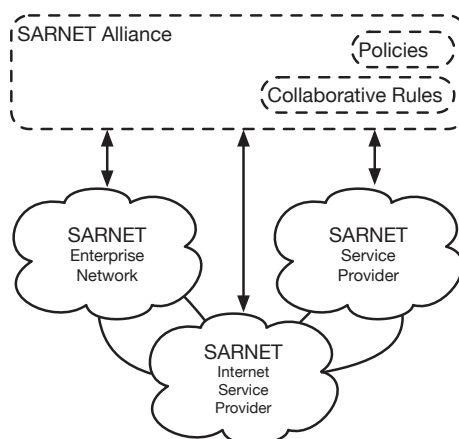 SARNET Alliance
Policies
Collaborative Rules
SARNET
Enterprise
Network
SARNET
Service
Provider
SARNET
Internet
Service
Provider